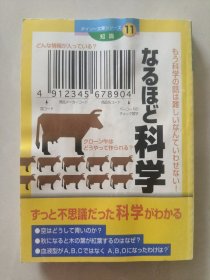 ダイソー文庫シリーズ 11
知識
どんな情報が入っている?
4 912345 678904
クローン牛は
どうやって作られる?
もう科学の話は難しいなんていわせない!
なるほど科学
ずっと不思議だった科学がわかる
●空はどうして青いのか?
●秋になると木の葉が紅葉するのはなぜ?
●血液型がA,B,CではなくA,B,Oになったわけは?